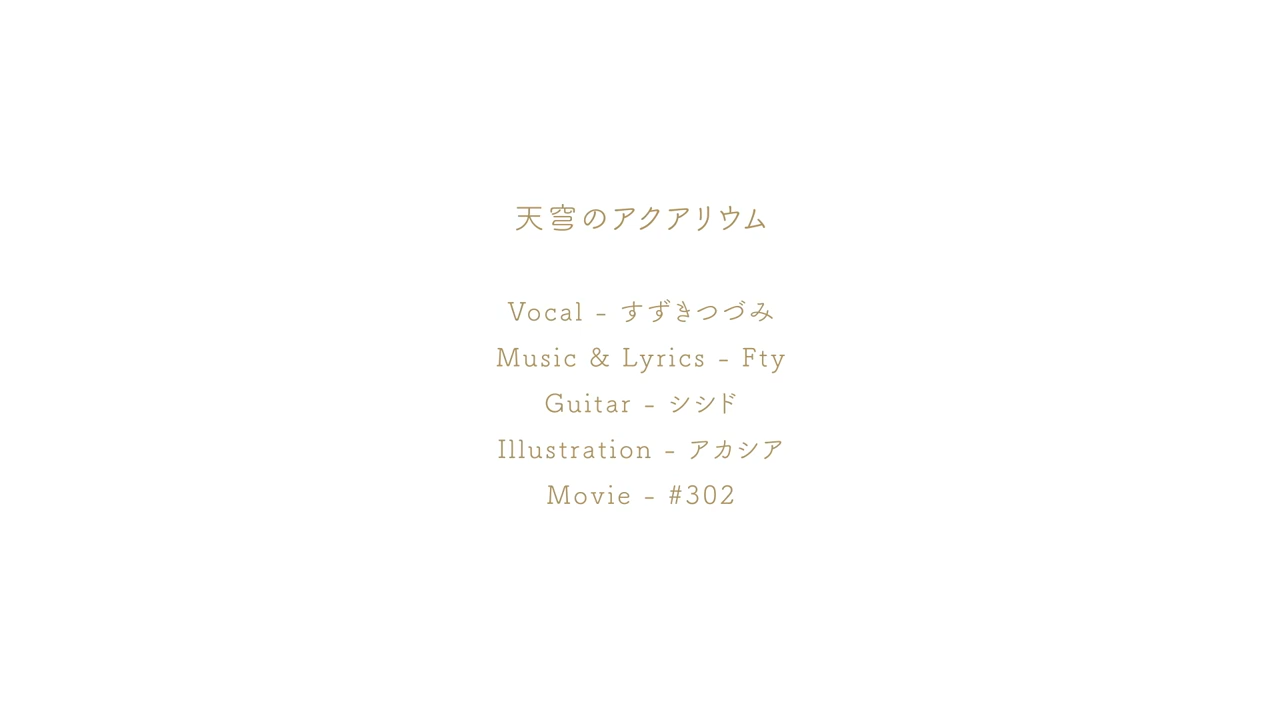 天穹のアクアリウム
Vocal - すずきつづみ
Music & Lyrics - Fty
Guitar - シシド
Illustration - アカシア
Movie - #302